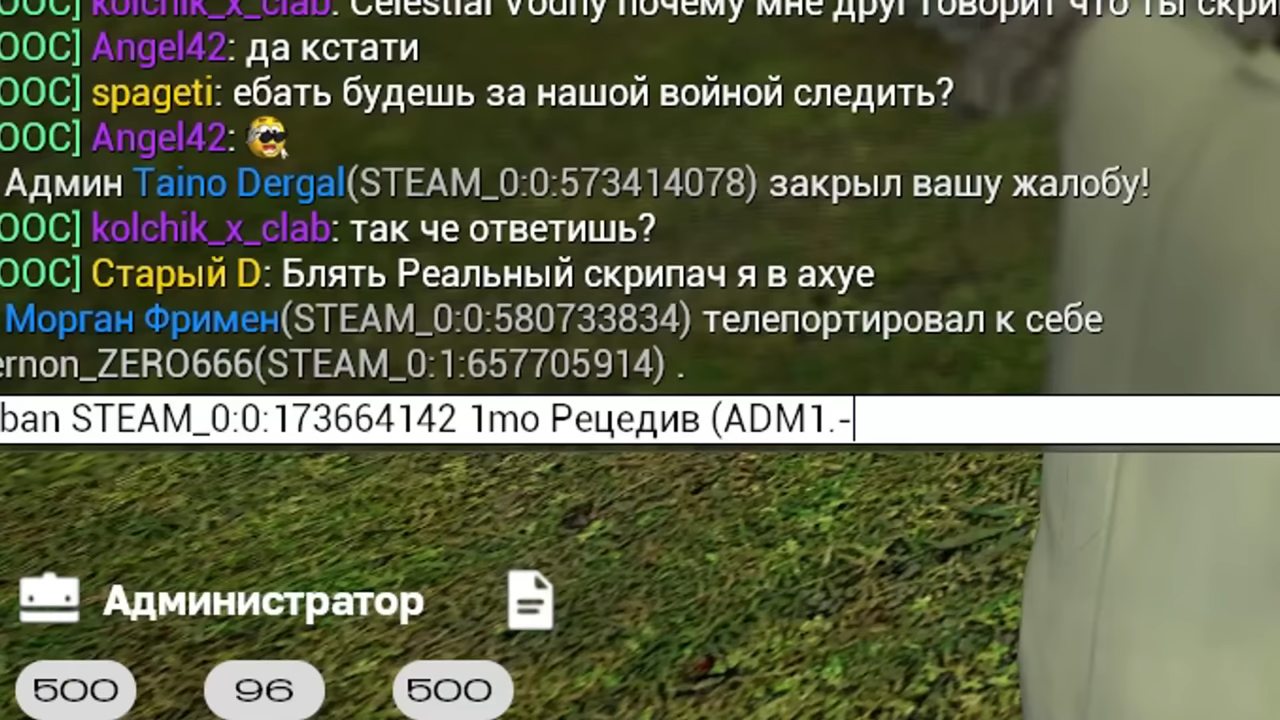 OOC] kolchik_x_clab: Celestial Vodny почему мне друг говорит что ты скри
OOC] Angel42: да кстати
OOC] spageti: ебать будешь за нашой войной следить?
OOC] Angel42:
Админ Taino Dergal(STEAM_0:0:573414078) закрыл вашу жалобу!
OOC] kolchik_x_clab: так че ответишь?
OOC] Старый D: Блять Реальный скрипач я в ахуе
Морган Фримен(STEAM_0:0:580733834) телепортировал к себе
ernon_ZERO666(STEAM_0:1:657705914) .
ban STEAM_0:0:173664142 1mo Рецедив (ADM1.-
Администратор
500 96 500